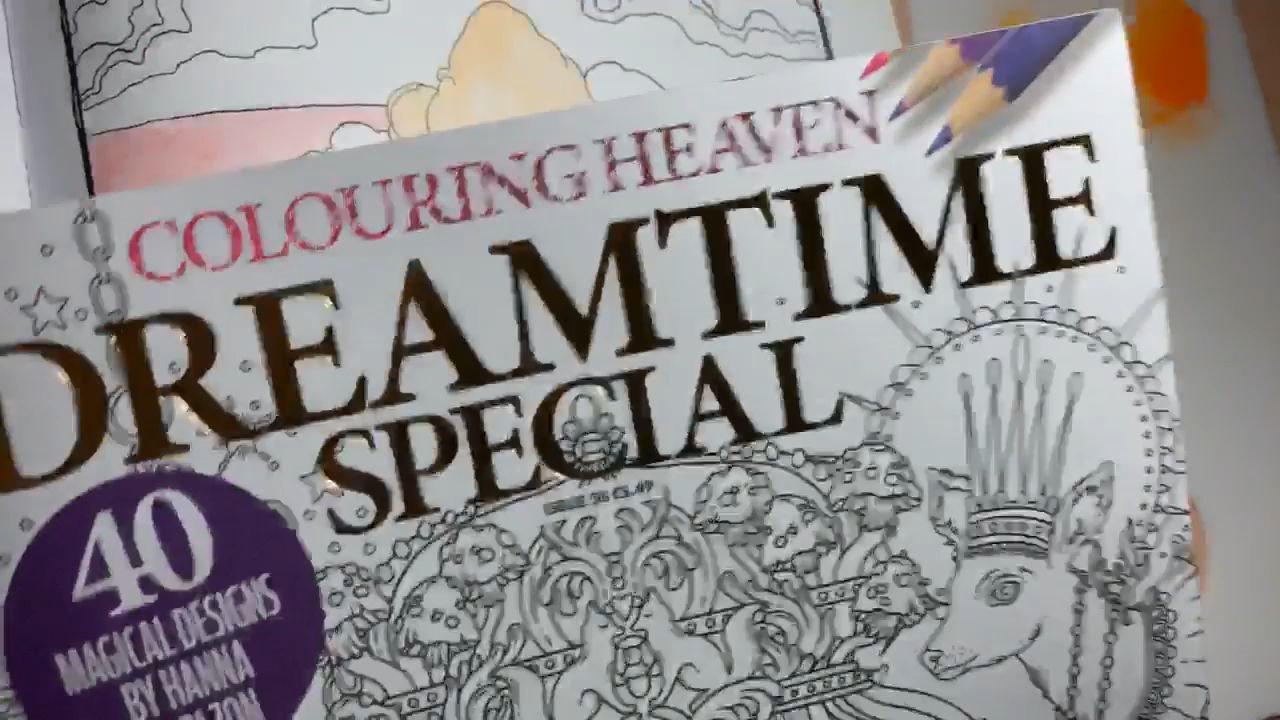 COLOURING HEAVEN
DREAMTIME
SPECIAL
40
MAGICAL DESIGNS
BY HANNA